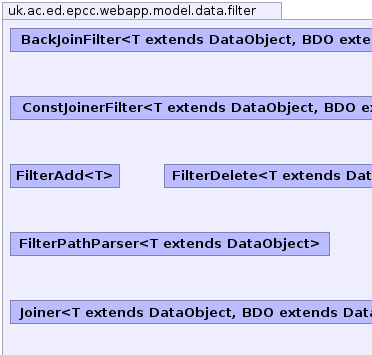 uk.ac.ed.epcc.webapp.model.data.filter
BackJoinFilter<T extends DataObject, BDO exte
ConstJoinerFilter<T extends DataObject, BDO e
FilterAdd<T> FilterDelete<T extends Dat
FilterPathParser<T extends DataObject>
Joiner<T extends DataObject, BDO extends Data